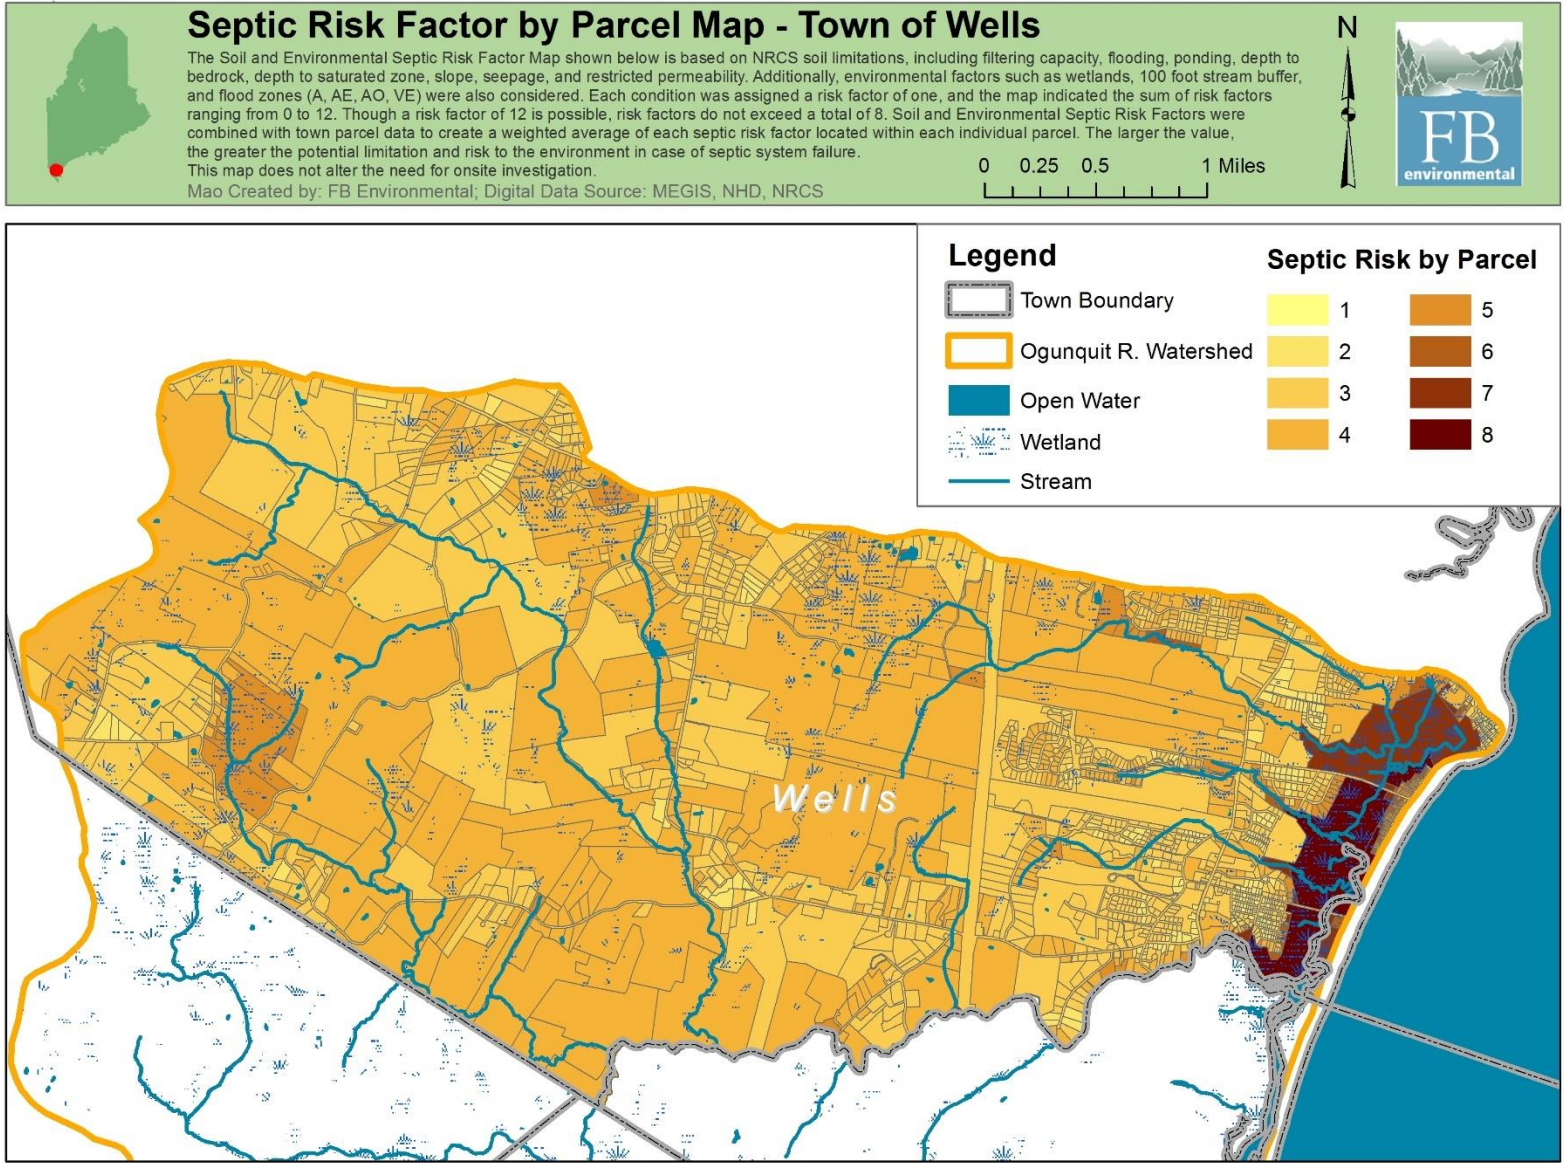 Septic Risk Factor by Parcel Map - Town of Wells
The Soil and Environmental Septic Risk Factor Map shown below is based on NRCS soil limitations, including filtering capacity, flooding, ponding, depth to
bedrock, depth to saturated zone, slope, seepage, and restricted permeability. Additionally, environmental factors such as wetlands, 100 foot stream buffer,
and flood zones (A, AE, AO, VE) were also considered. Each condition was assigned a risk factor of one, and the map indicated the sum of risk factors
ranging from 0 to 12. Though a risk factor of 12 is possible, risk factors do not exceed a total of 8. Soil and Environmental Septic Risk Factors were
combined with town parcel data to create a weighted average of each septic risk factor located within each individual parcel. The larger the value,
the greater the potential limitation and risk to the environment in case of septic system failure.
This map does not alter the need for onsite investigation.
Mao Created by: FB Environmental; Digital Data Source: MEGIS, NHD, NRCS
0 0.25 0.5 1 Miles
N
FB
environmental
Legend
Town Boundary
Ogunquit R. Watershed
Open Water
Wetland
Stream
Septic Risk by Parcel
1
2
3
4
5
6
7
8
Wells